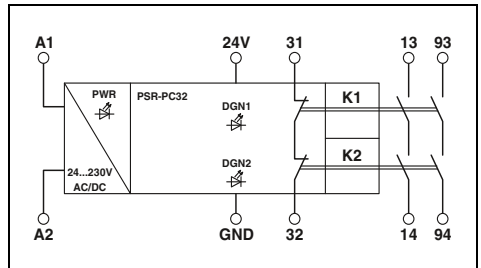 A1 24V 31 13 93
PWR PSR-PC32 K1
DGN1
K2
DGN2
24...230V
AC/DC
A2 GND 32 14 94